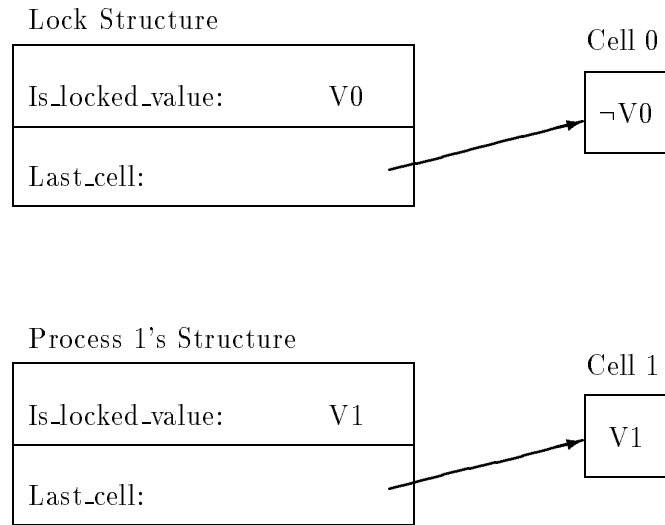 Lock Structure
Cell 0
Is_locked_value: V0
¬V0
Last_cell:
Process 1's Structure
Cell 1
Is_locked_value: V1
V1
Last_cell: